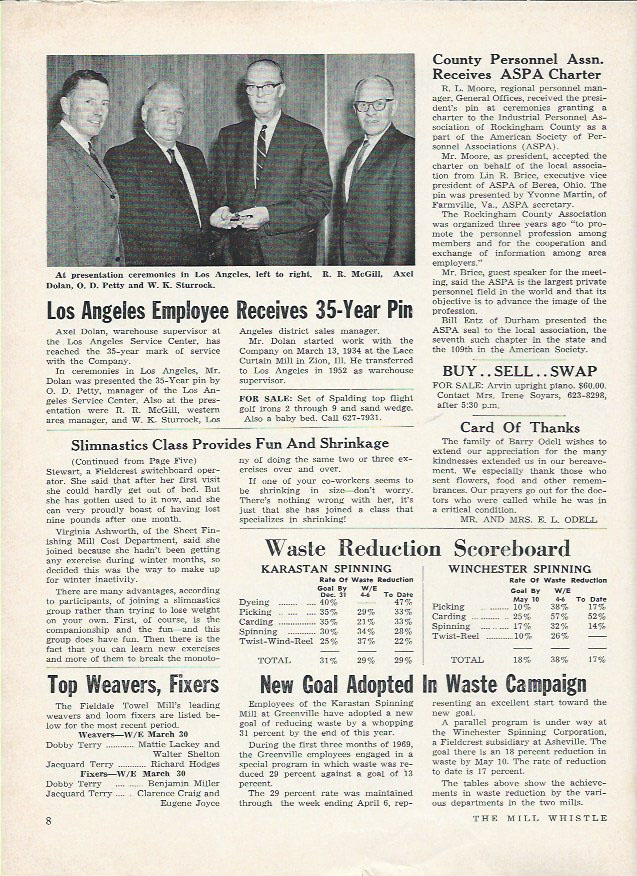 At presentation ceremonies in Los Angeles, left to right, R. R. McGill, Axel
Dolan, O. D. Petty and W. K. Sturrock.
Los Angeles Employee Receives 35-Year Pin
Axel Dolan, warehouse supervisor at
the Los Angeles Service Center, has
reached the 35-year mark of service
with the Company.
In ceremonies in Los Angeles, Mr.
Dolan was presented the 35-Year pin by
O. D. Petty, manager of the Los An-
geles Service Center. Also at the pres-
entation were R. R. McGill, western
area manager, and W. K. Sturrock, Los
Angeles district sales manager.
Mr. Dolan started work with the
Company on March 13, 1934 at the Lace
Curtain Mill in Zion, Ill. He transferred
to Los Angeles in 1952 as warehouse
supervisor.
FOR SALE: Set of Spalding top flight
golf irons 2 through 9 and sand wedge.
Also a baby bed. Call 627-7931.
County Personnel Assn.
Receives ASPA Charter
R. L. Moore, regional personnel man-
ager, General Offices, received the presi-
dent's pin at ceremonies granting a
charter to the Industrial Personnel As-
sociation of Rockingham County as a
part of the American Society of Per-
sonnel Associations (ASPA).
Mr. Moore, as president, accepted the
charter on behalf of the local associa-
tion from Lin R. Brice, executive vice
president of ASPA of Berea, Ohio. The
pin was presented by Yvonne Martin, of
Farmville, Va., ASPA secretary.
The Rockingham County Association
was organized three years ago "to pro-
mote the personnel profession among
members and for the cooperation and
exchange of information among area
employers."
Mr. Brice, guest speaker for the meet-
ing, said the ASPA is the largest private
personnel field in the world and that its
objective is to advance the image of the
profession.
Bill Entz of Durham presented the
ASPA seal to the local association, the
seventh such chapter in the state and
the 109th in the American Society.
BUY..SELL..SWAP
FOR SALE: Arvin upright piano. $60.00.
Contact Mrs. Irene Soyars, 623-8298,
after 5:30 p.m.
Card Of Thanks
The family of Barry Odell wishes to
extend our appreciation for the many
kindnesses extended us in our bereave-
ment. We especially thank those who
sent flowers, food and other remem-
brances. Our prayers go out for the doc-
tors who were called while he was in
a critical condition.
MR. AND MRS. E. L. ODELL
Slimnastics Class Provides Fun And Shrinkage
(Continued from Page Five)
Stewart, a Fieldcrest switchboard oper-
ator. She said that after her first visit
she could hardly get out of bed. But
she has gotten used to it now, and she
can very proudly boast of having lost
nine pounds after one month.
Virginia Ashworth, of the Sheet Fin-
ishing Mill Cost Department, said she
joined because she hadn't been getting
any exercise during winter months, so
decided this was the way to make up
for winter inactivity.
There are many advantages, according
to participants, of joining a slimnastics
group rather than trying to lose weight
on your own. First, of course, is the
companionship and the fun—and this
group does have fun. Then there is the
fact that you can learn new exercises
and more of them to break the monoto-
ny of doing the same two or three ex-
ercises over and over.
If one of your co-workers seems to
be shrinking in size—don't worry.
There's nothing wrong with her, it's
just she has joined a class that
specializes in shrinking!
Waste Reduction Scoreboard
KARASTAN SPINNING
Rate Of Waste Reduction
Goal By Dec. 31 W/E 4-6 To Date
Dyeing .......... .... 40% 47%
Picking .. ..... .... 35% 29% 33%
Carding .............. 35% 21% 33%
Spinning ............ 30% 34% 28%
Twist-Wind-Reel 25% 37% 22%
TOTAL 31% 29% 29%
WINCHESTER SPINNING
Rate Of Waste Reduction
Goal By May 10 W/E 4-6 To Date
Picking .... ........ 10% 38% 17%
Carding .............. 25% 57% 52%
Spinning ..... ..... 17% 32% 14%
Twist-Reel ..........10% 26%
TOTAL 18% 38% 17%
Top Weavers, Fixers
The Fieldale Towel Mill's leading
weavers and loom fixers are listed be-
low for the most recent period.
Weavers—W/E March 30
Dobby Terry ........... Mattie Lackey and
Walter Shelton
Jacquard Terry ....... Richard Hodges
Fixers—W/E March 30
Dobby Terry .... ........ Benjamin Miller
Jacquard Terry ..... . Clarence Craig and
Eugene Joyce
New Goal Adopted In Waste Campaign
Employees of the Karastan Spinning
Mill at Greenville have adopted a new
goal of reducing waste by a whopping
31 percent by the end of this year.
During the first three months of 1969,
the Greenville employees engaged in a
special program in which waste was re-
duced 29 percent against a goal of 13
percent.
The 29 percent rate was maintained
through the week ending April 6, rep-
resenting an excellent start toward the
new goal.
A parallel program is under way at
the Winchester Spinning Corporation,
a Fieldcrest subsidiary at Asheville. The
goal there is an 18 percent reduction in
waste by May 10. The rate of reduction
to date is 17 percent.
The tables above show the achieve-
ments in waste reduction by the vari-
ous departments in the two mills.
8
THE MILL WHISTLE